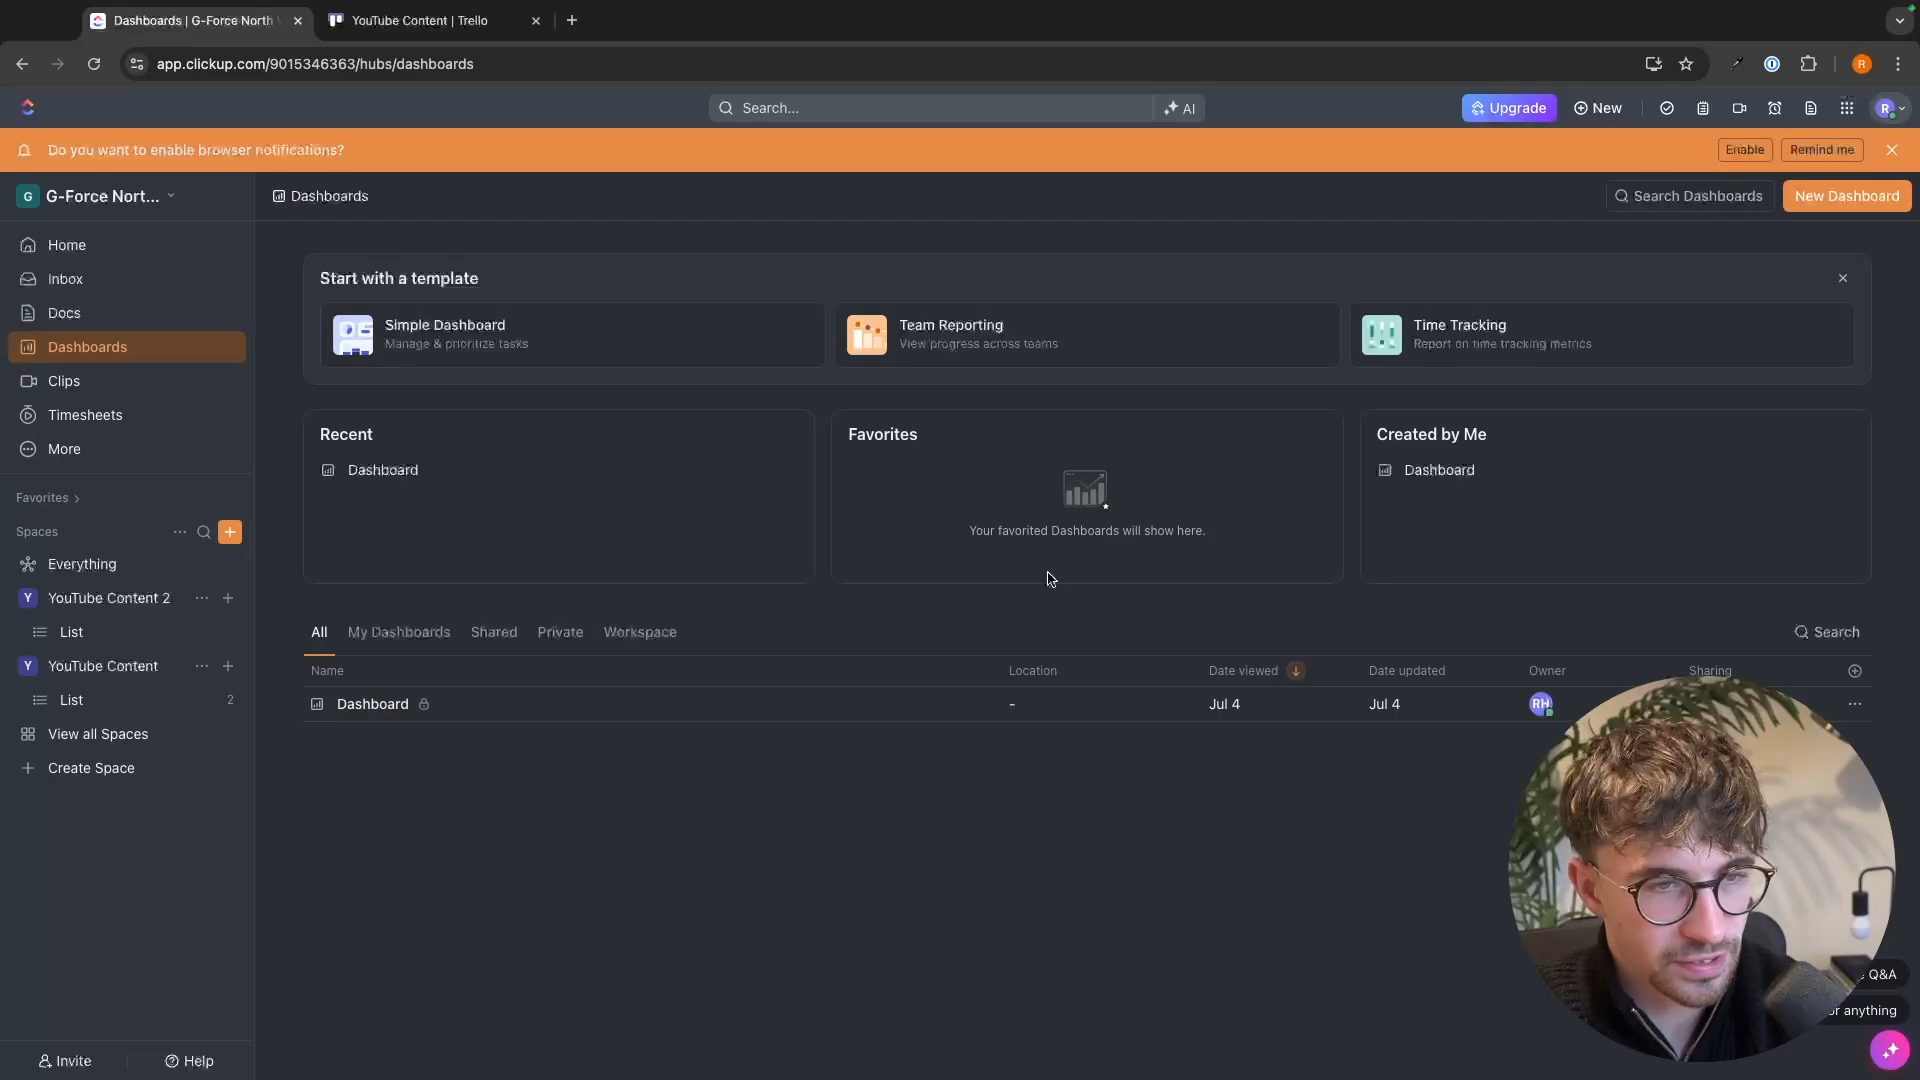 Dashboards | G-Force North
YouTube Content | Trello
app.clickup.com/9015346363/hubs/dashboards
R
Search...
AI
Upgrade
New
R
Do you want to enable browser notifications?
Enable
Remind me
G
G-Force Nort...
Dashboards
Search Dashboards
New Dashboard
Home
Inbox
Docs
Dashboards
Clips
Timesheets
More
Favorites
Spaces
Everything
Y
YouTube Content 2
List
Y
YouTube Content
List
2
View all Spaces
Create Space
Invite
Help
Start with a template
Simple Dashboard
Manage & prioritize tasks
Team Reporting
View progress across teams
Time Tracking
Report on time tracking metrics
Recent
Dashboard
Favorites
Your favorited Dashboards will show here.
Created by Me
Dashboard
All
My Dashboards
Shared
Private
Workspace
Search
Name
Location
Date viewed
Date updated
Owner
Sharing
Dashboard
-
Jul 4
Jul 4
RH
Q&A
or anything